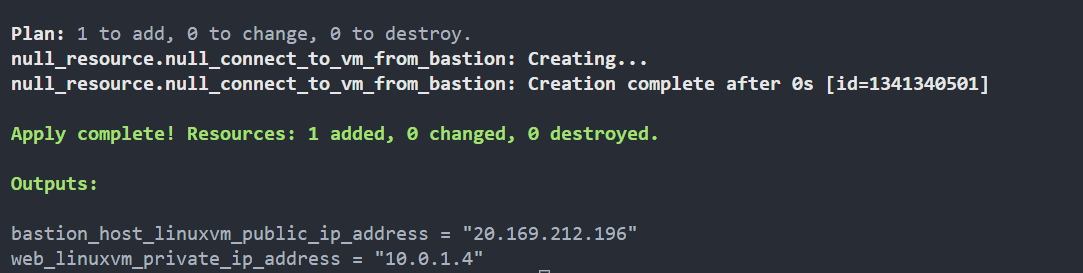 Plan: 1 to add, 0 to change, 0 to destroy.
null_resource.null_connect_to_vm_from_bastion: Creating...
null_resource.null_connect_to_vm_from_bastion: Creation complete after 0s [id=1341340501]
Apply complete! Resources: 1 added, 0 changed, 0 destroyed.
Outputs:
bastion_host_linuxvm_public_ip_address = "20.169.212.196"
web_linuxvm_private_ip_address = "10.0.1.4"